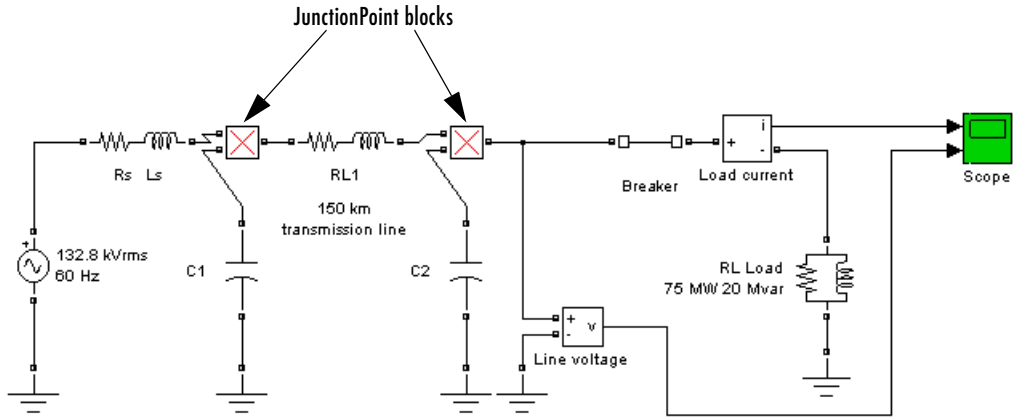 JunctionPoint blocks
Rs Ls
RL1
150 km
transmission line
Breaker
+
i
-
Load current
Scope
+
132.8 kVrms
60 Hz
C1
C2
RL Load
75 MW 20 Mvar
+
-
v
Line voltage